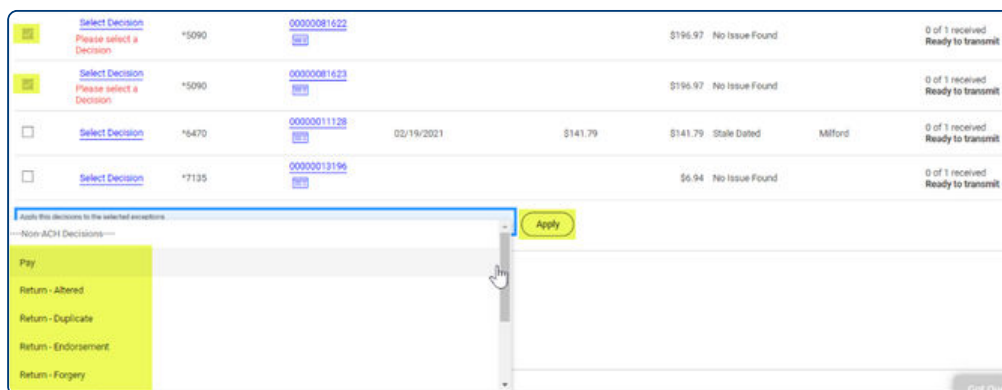 Select Decision
Please select a
Decision
*5090
00000081622
$196.97 No Issue Found
0 of 1 received
Ready to transmit
Select Decision
Please select a
Decision
*5090
00000081623
$196.97 No Issue Found
0 of 1 received
Ready to transmit
Select Decision
*6470
00000011128
02/19/2021
$141.79
$141.79 Stale Dated
Milford
0 of 1 received
Ready to transmit
Select Decision
*7135
00000013196
$6.94 No Issue Found
0 of 1 received
Ready to transmit
Apply this decisions to the selected exceptions
----Non-ACH Decisions----
Apply
Pay
Return - Altered
Return - Duplicate
Return - Endorsement
Return - Forgery